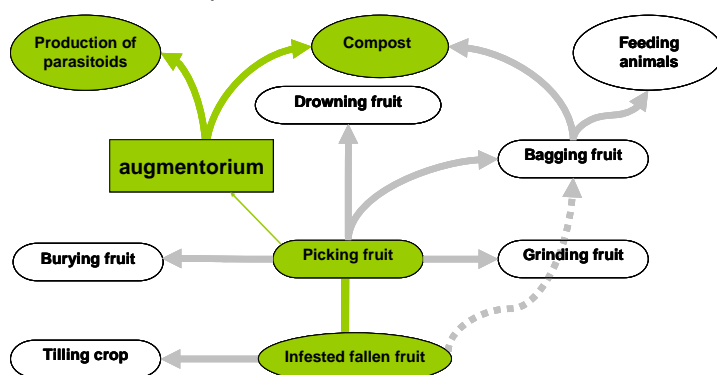 Production of
parasitoids
Compost
Feeding
animals
Drowning fruit
augmentorium
Bagging fruit
Burying fruit
Picking fruit
Grinding fruit
Tilling crop
Infested fallen fruit